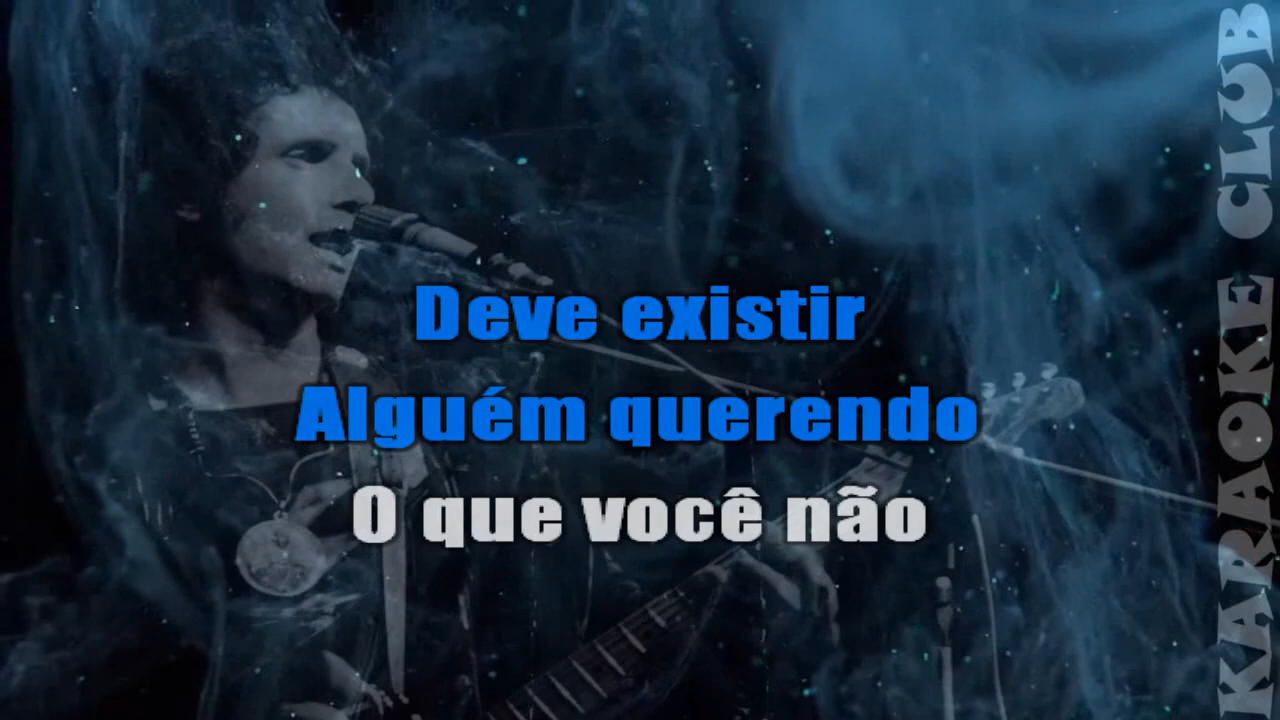 Deve existir
Alguém querendo
O que você não
KARAOKE CLUB